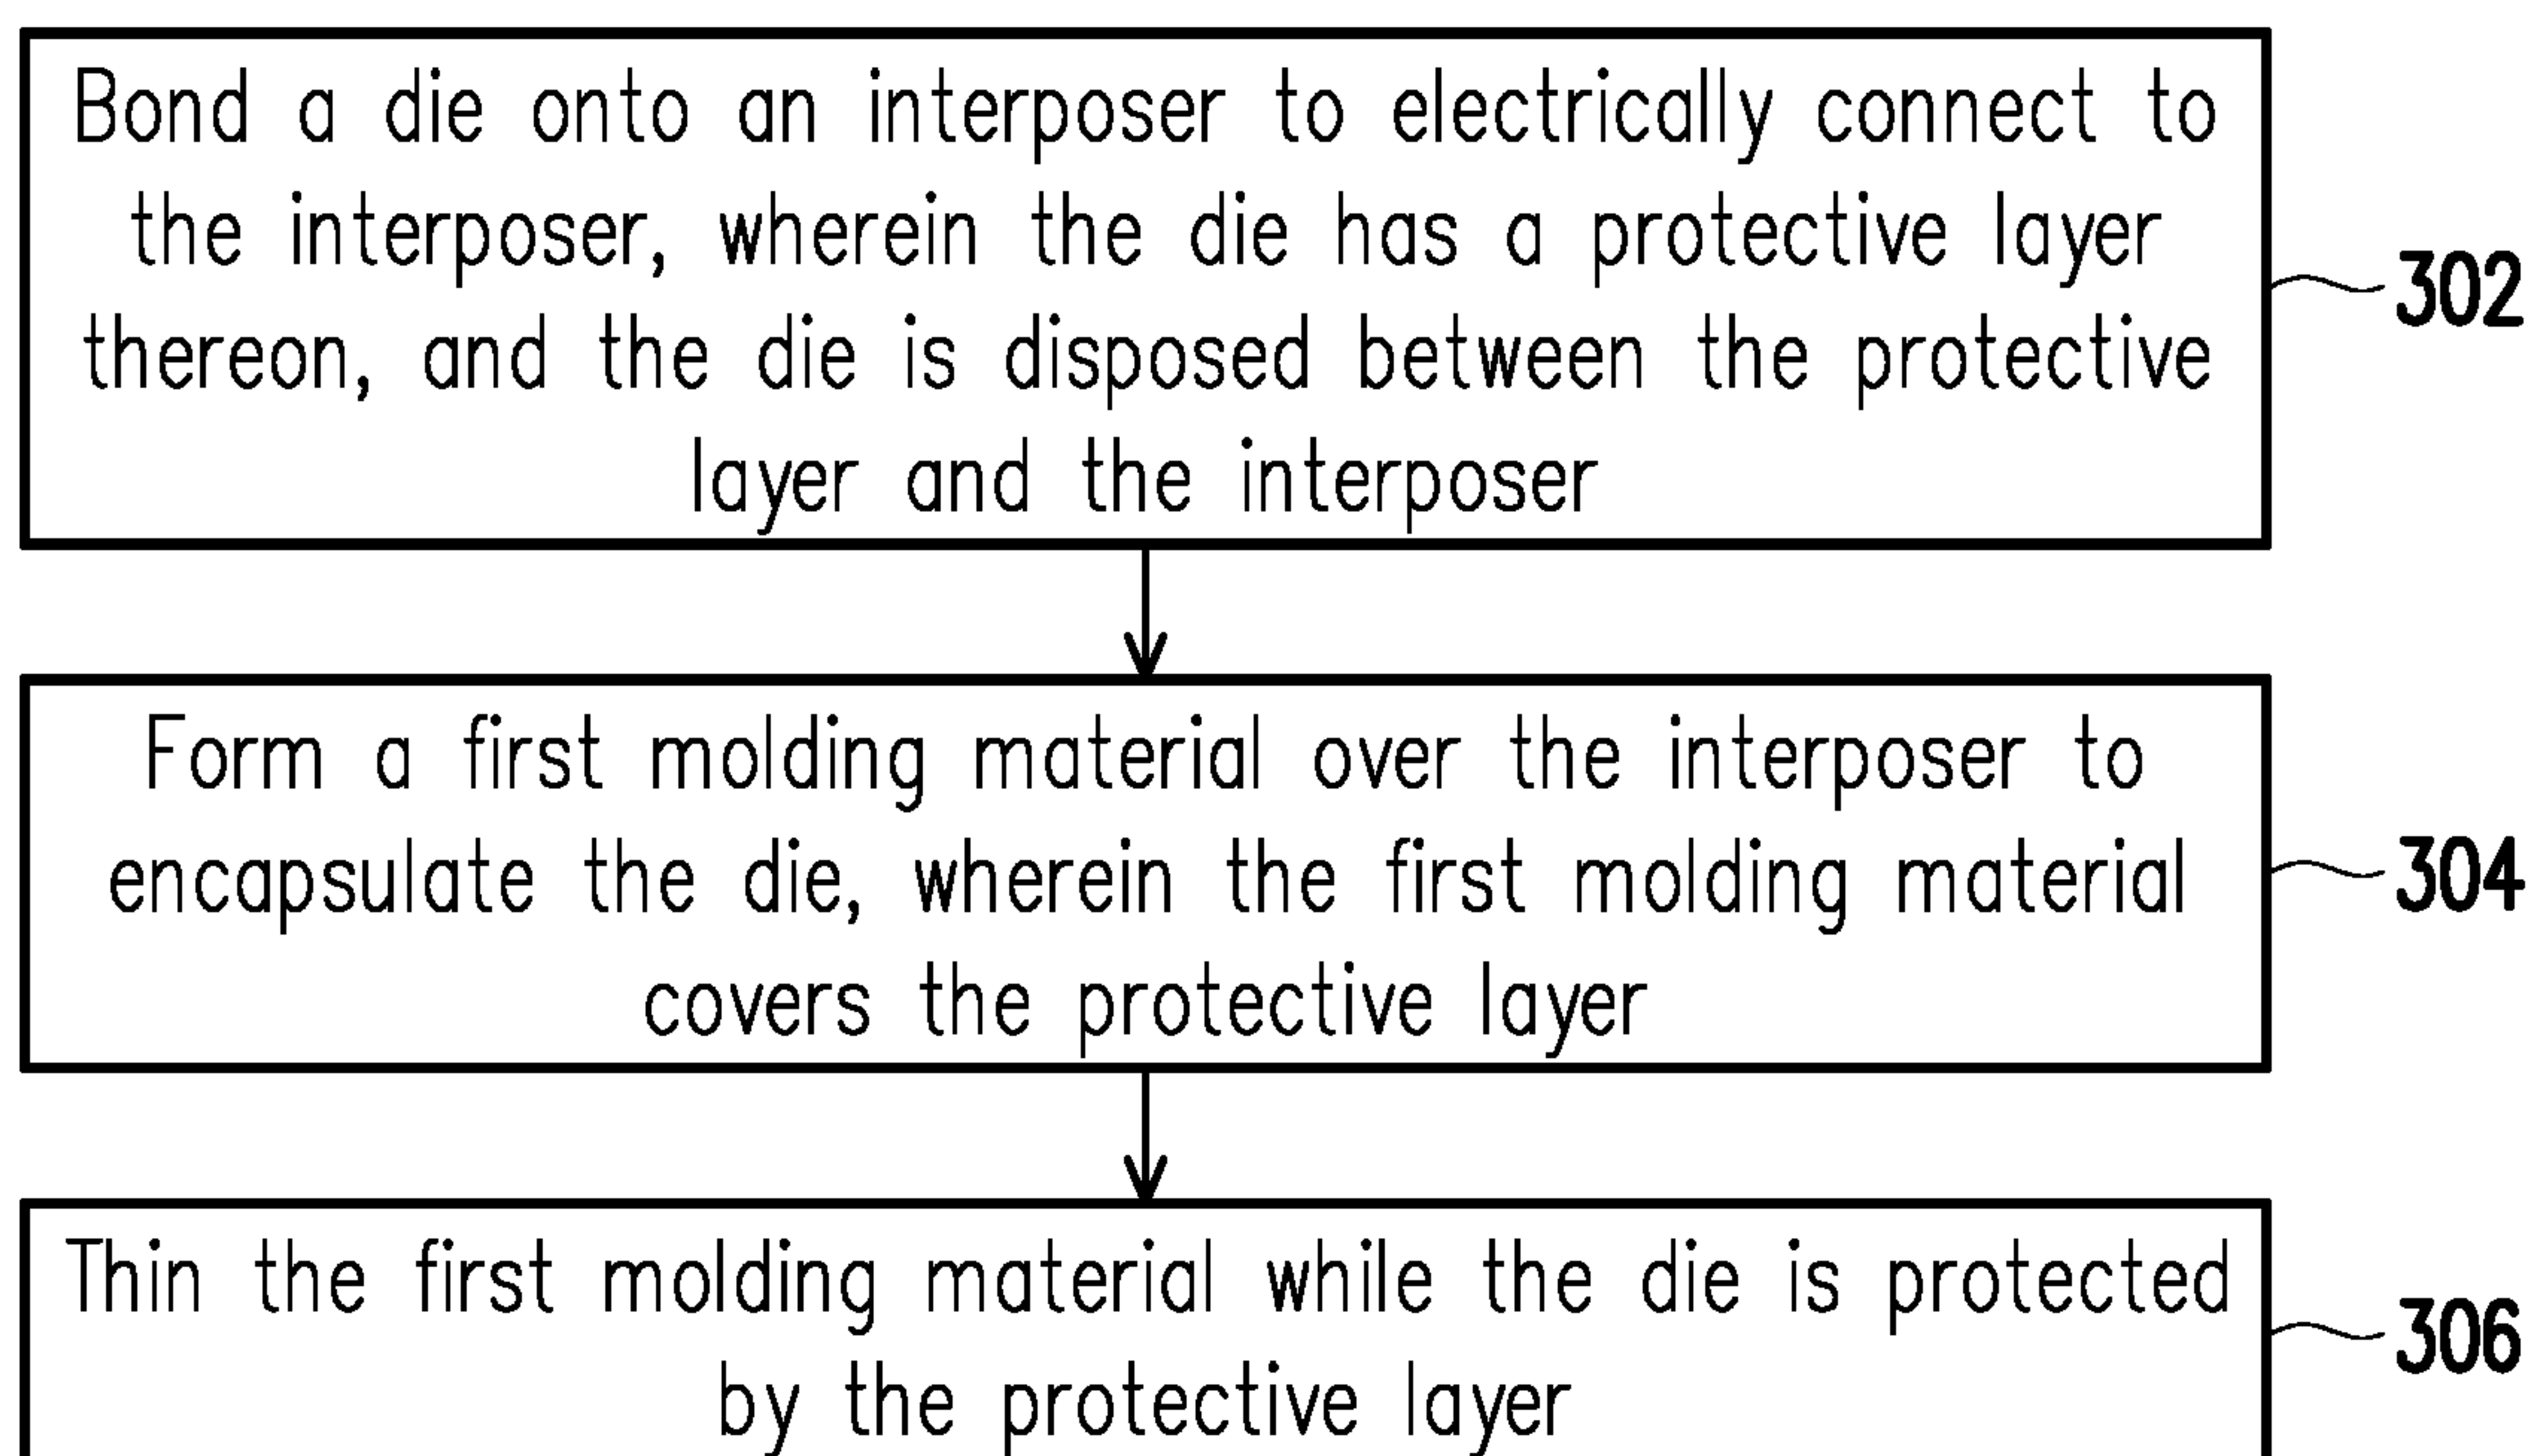 Bond a die onto an interposer to electrically connect to
the interposer, wherein the die has a protective layer
thereon, and the die is disposed between the protective
layer and the interposer
302
Form a first molding material over the interposer to
encapsulate the die, wherein the first molding material
covers the protective layer
304
Thin the first molding material while the die is protected
by the protective layer
306